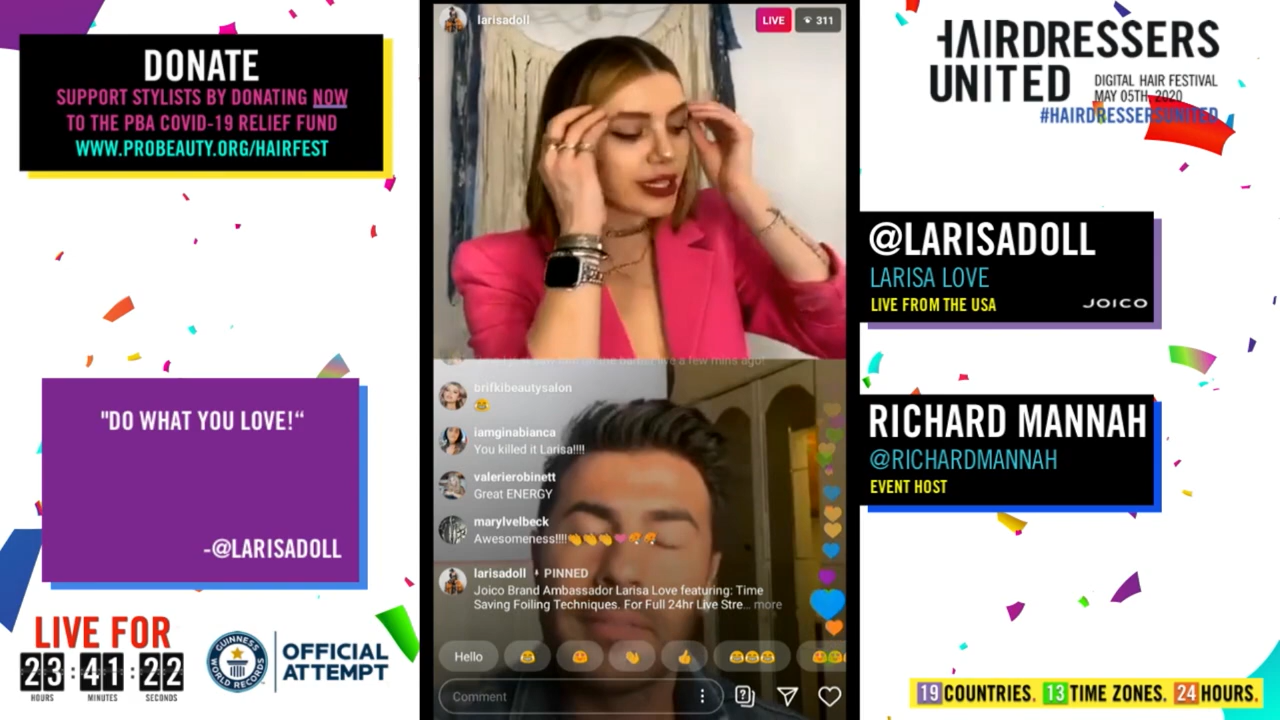 DONATE
SUPPORT STYLISTS BY DONATING NOW
TO THE PBA COVID-19 RELIEF FUND
WWW.PROBEAUTY.ORG/HAIRFEST
"DO WHAT YOU LOVE!“
-@LARISADOLL
LIVE FOR
23:41:22
HOURS MINUTES SECONDS
GUINNESS WORLD RECORDS
OFFICIAL
ATTEMPT
larisadoll
LIVE 311
a few mins ago!
brifkibeautysalon
😂
iamginabianca
You killed it Larisa!!!!
valerierobinett
Great ENERGY
marylvelbeck
Awesomeness!!!!👏👏👏
larisadoll PINNED
Joico Brand Ambassador Larisa Love featuring: Time
Saving Foiling Techniques. For Full 24hr Live Stre... more
Hello
Comment
HAIRDRESSERS
UNITED
DIGITAL HAIR FESTIVAL
MAY 05TH, 2020
#HAIRDRESSERSUNITED
@LARISADOLL
LARISA LOVE
LIVE FROM THE USA
JOICO
RICHARD MANNAH
@RICHARDMANNAH
EVENT HOST
19 COUNTRIES. 13 TIME ZONES. 24 HOURS.